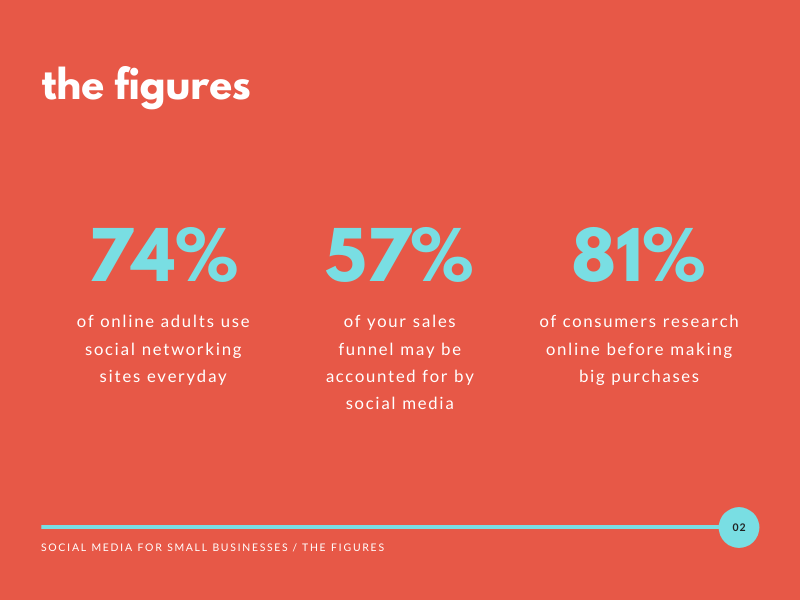 the figures
74%
of online adults use
social networking
sites everyday
57%
of your sales
funnel may be
accounted for by
social media
81%
of consumers research
online before making
big purchases
02
SOCIAL MEDIA FOR SMALL BUSINESSES / THE FIGURES